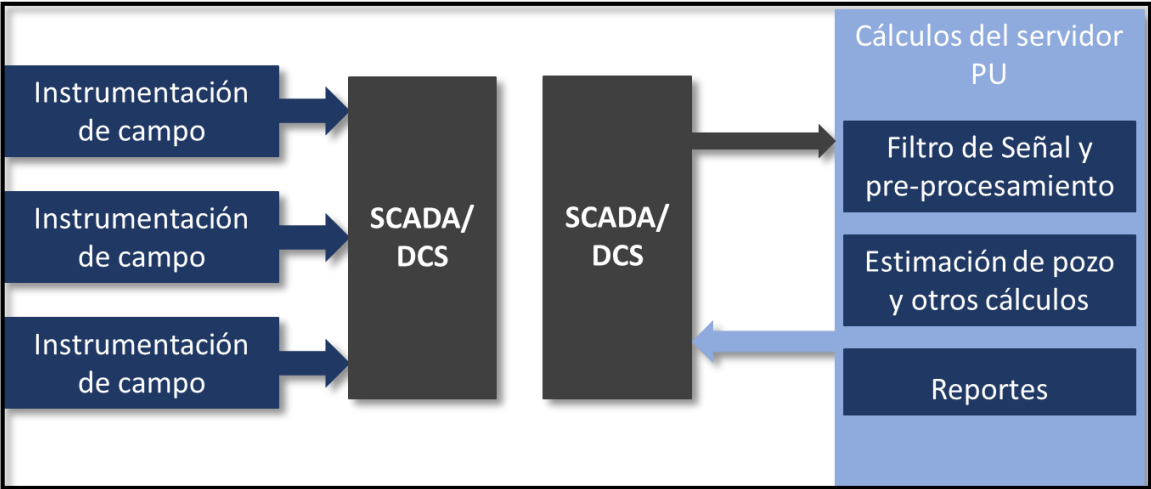 Instrumentación
de campo
Instrumentación
de campo
Instrumentación
de campo
SCADA/
DCS
SCADA/
DCS
Cálculos del servidor
PU
Filtro de Señal y
pre-procesamiento
Estimación de pozo
y otros cálculos
Reportes